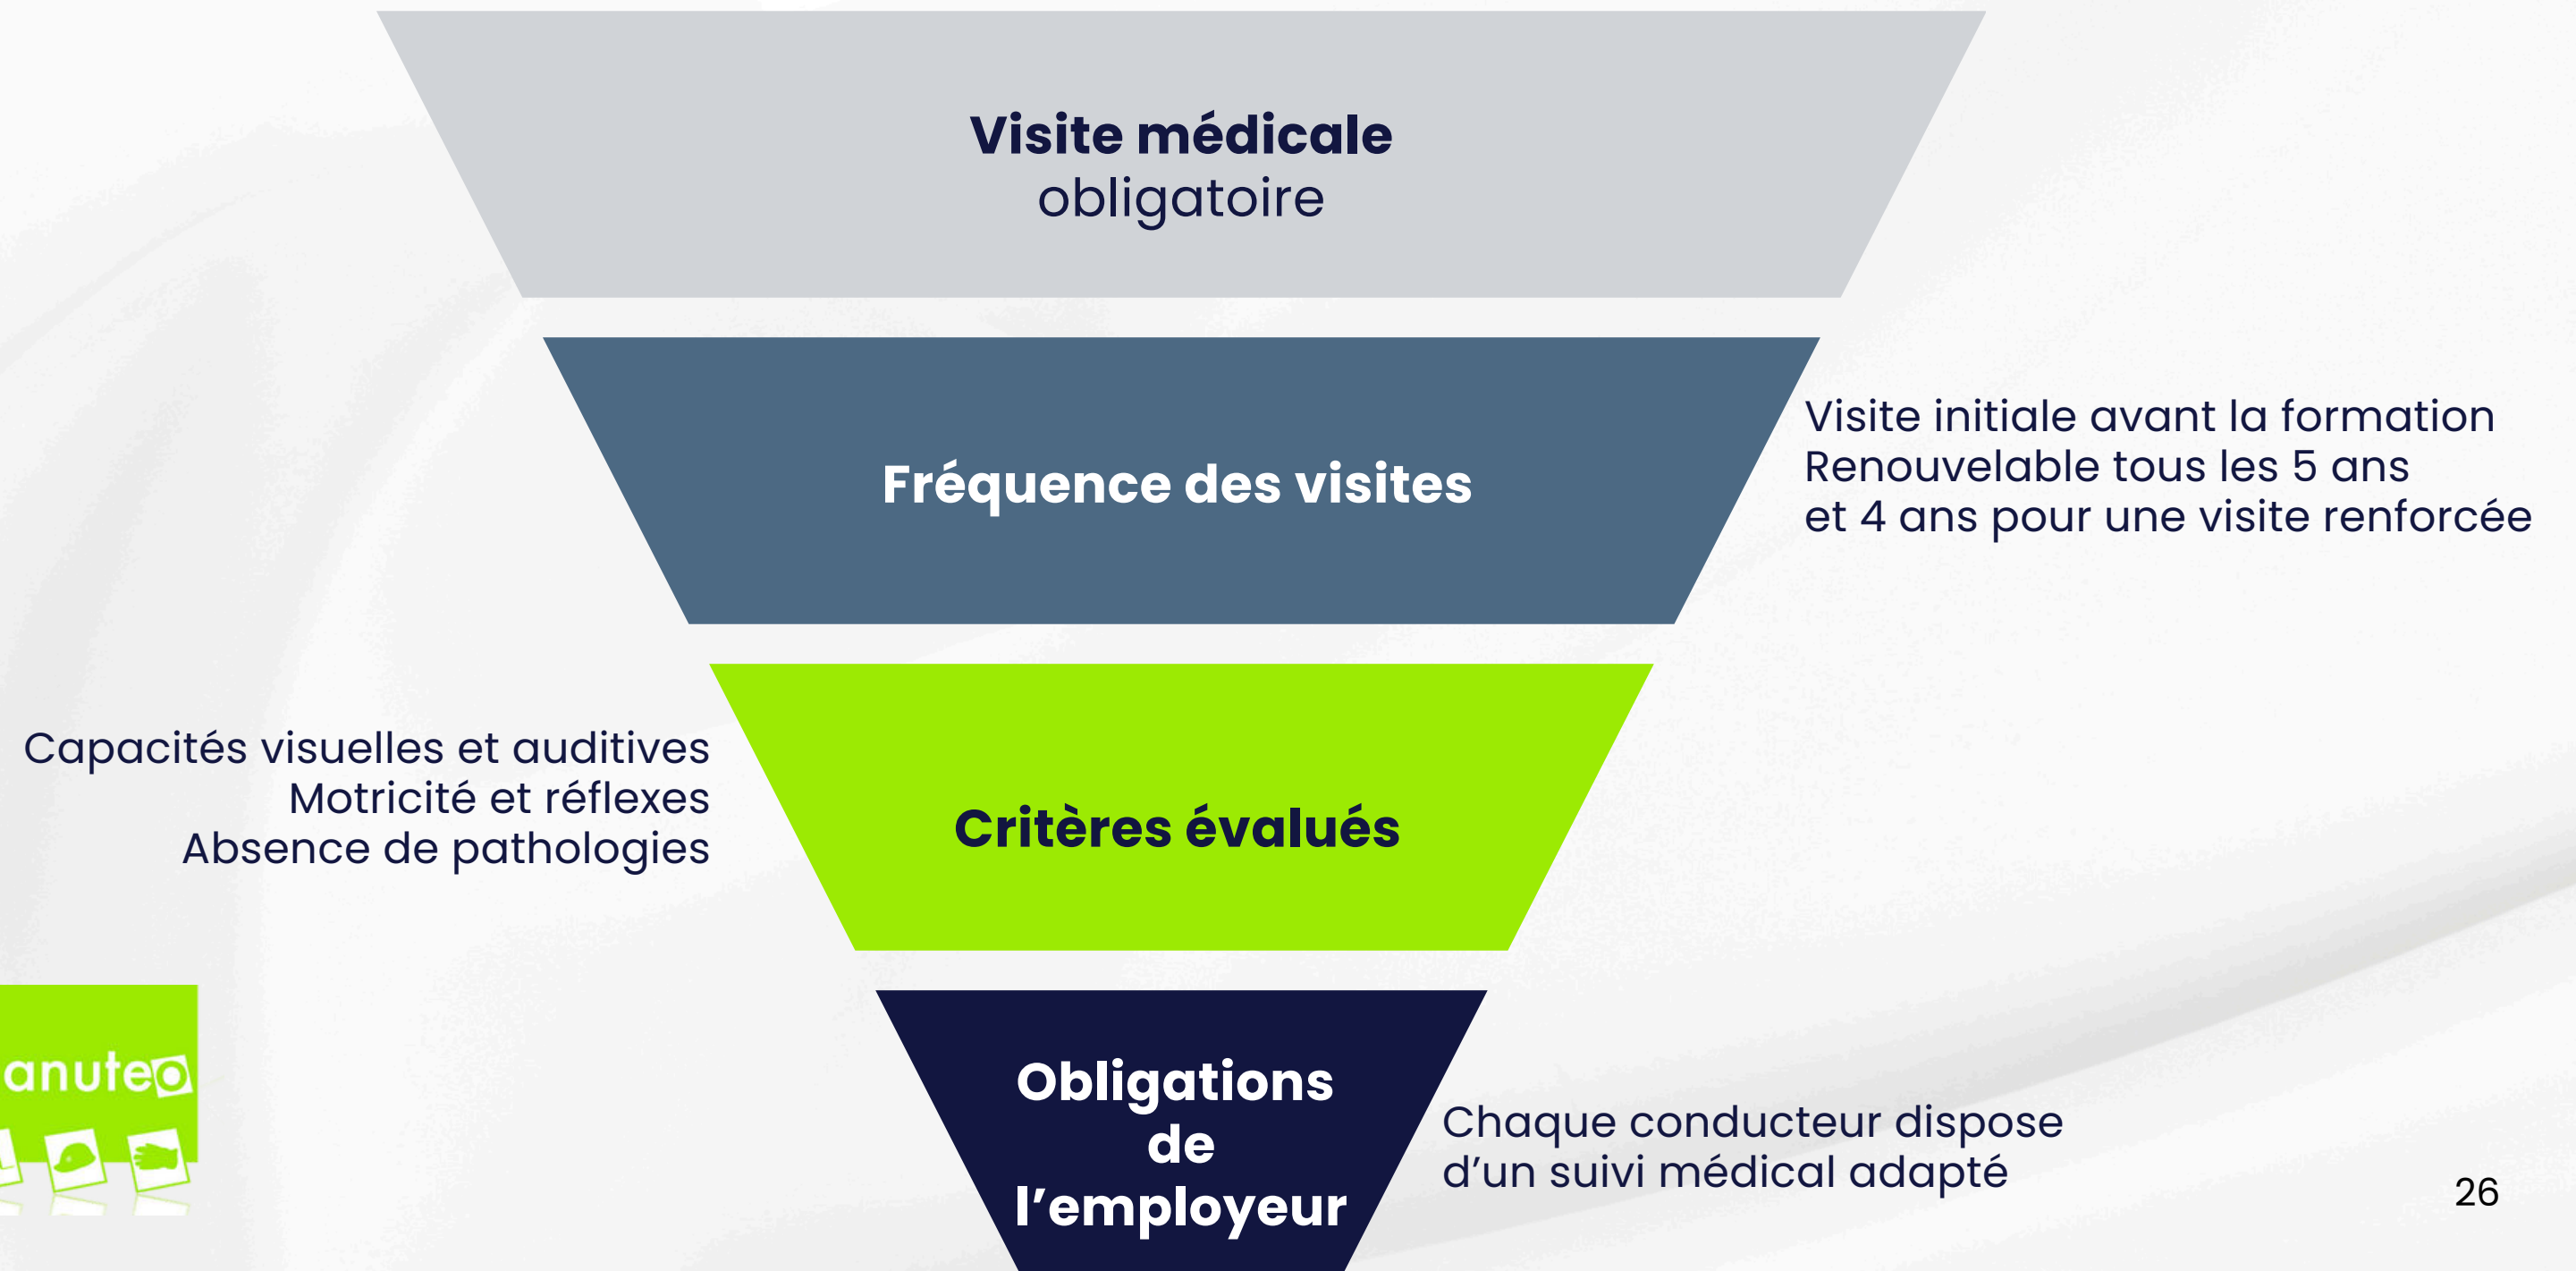 Visite médicale
obligatoire
Fréquence des visites
Visite initiale avant la formation
Renouvelable tous les 5 ans
et 4 ans pour une visite renforcée
Capacités visuelles et auditives
Motricité et réflexes
Absence de pathologies
Critères évalués
Obligations
de
l’employeur
Chaque conducteur dispose
d’un suivi médical adapté
anuteo
26